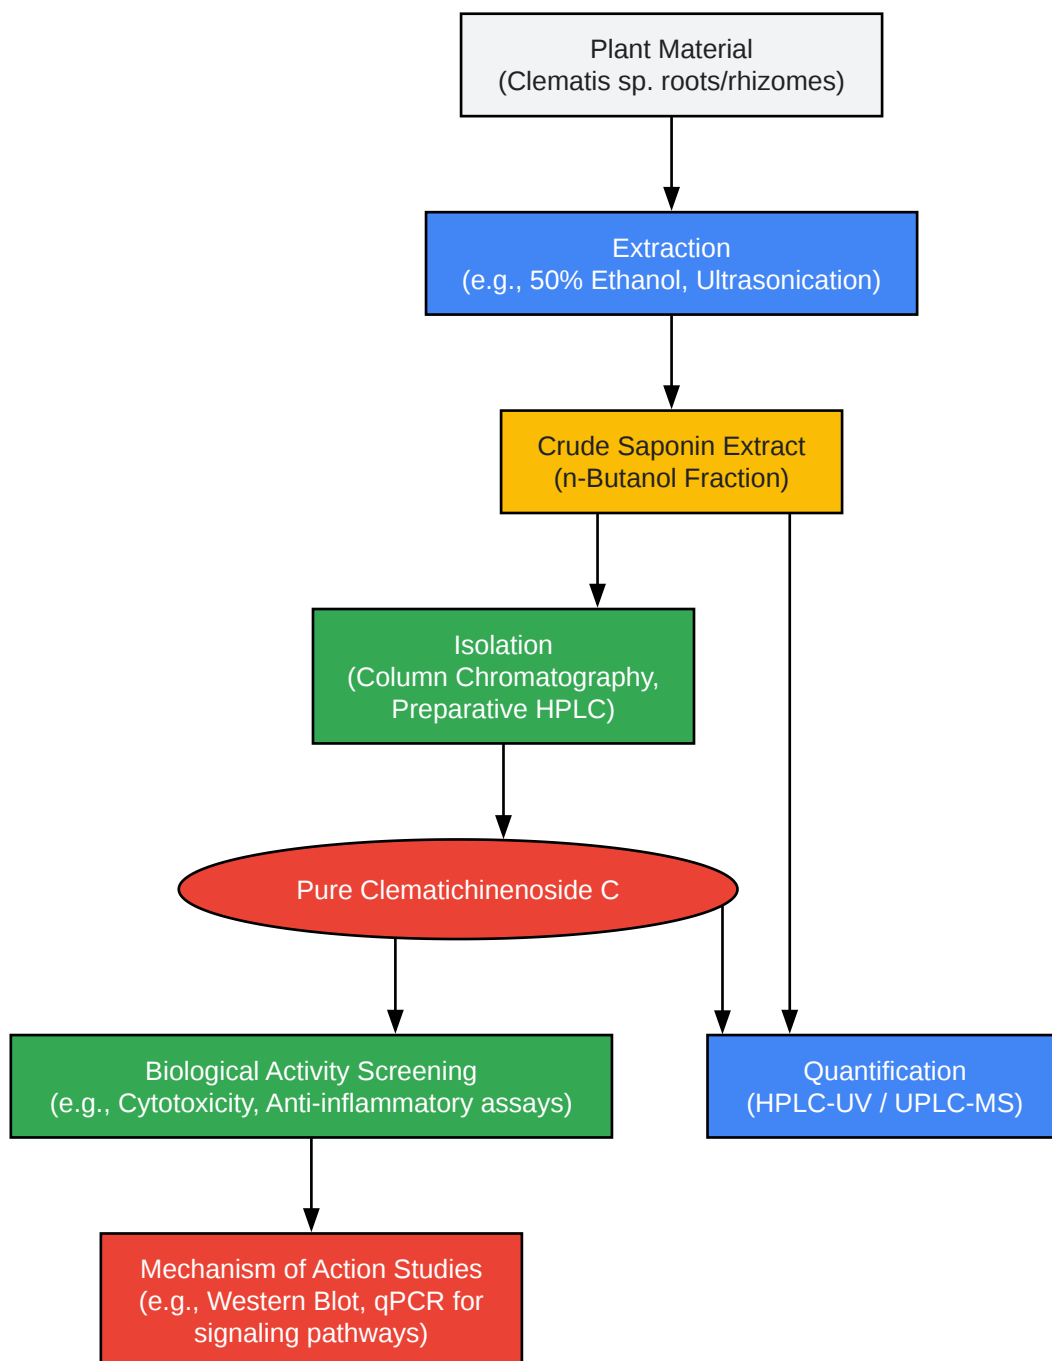 Plant Material
(Clematis sp. roots/rhizomes)
Extraction
(e.g., 50% Ethanol, Ultrasonication)
Crude Saponin Extract
(n-Butanol Fraction)
Isolation
(Column Chromatography,
Preparative HPLC)
Pure Clematichinenoside C
Biological Activity Screening
(e.g., Cytotoxicity, Anti-inflammatory assays)
Quantification
(HPLC-UV / UPLC-MS)
Mechanism of Action Studies
(e.g., Western Blot, qPCR for
signaling pathways)